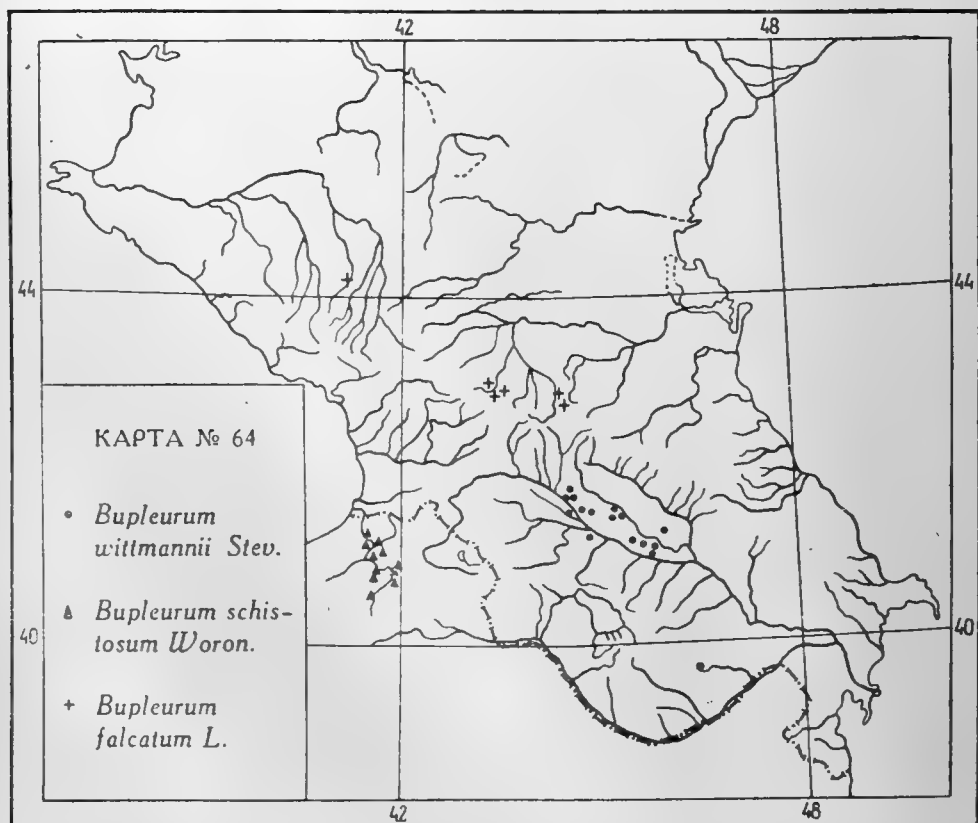 42 48
44 44
КАРТА № 64
• Bupleurum
wittmannii Stev.
▲ Bupleurum schis-
tosum Woron.
+ Bupleurum
falcatum L.
40 40
42 48